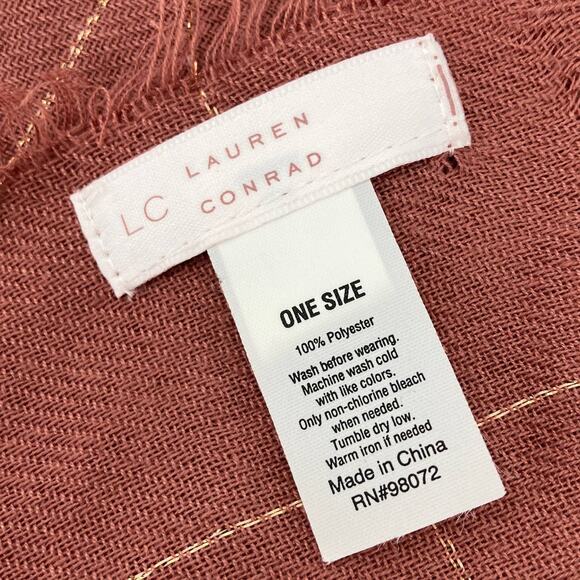 LC LAUREN
CONRAD
ONE SIZE
100% Polyester
Wash before wearing.
Machine wash cold
with like colors.
Only non-chlorine bleach
when needed.
Tumble dry low.
Warm iron if needed
Made in China
RN#98072